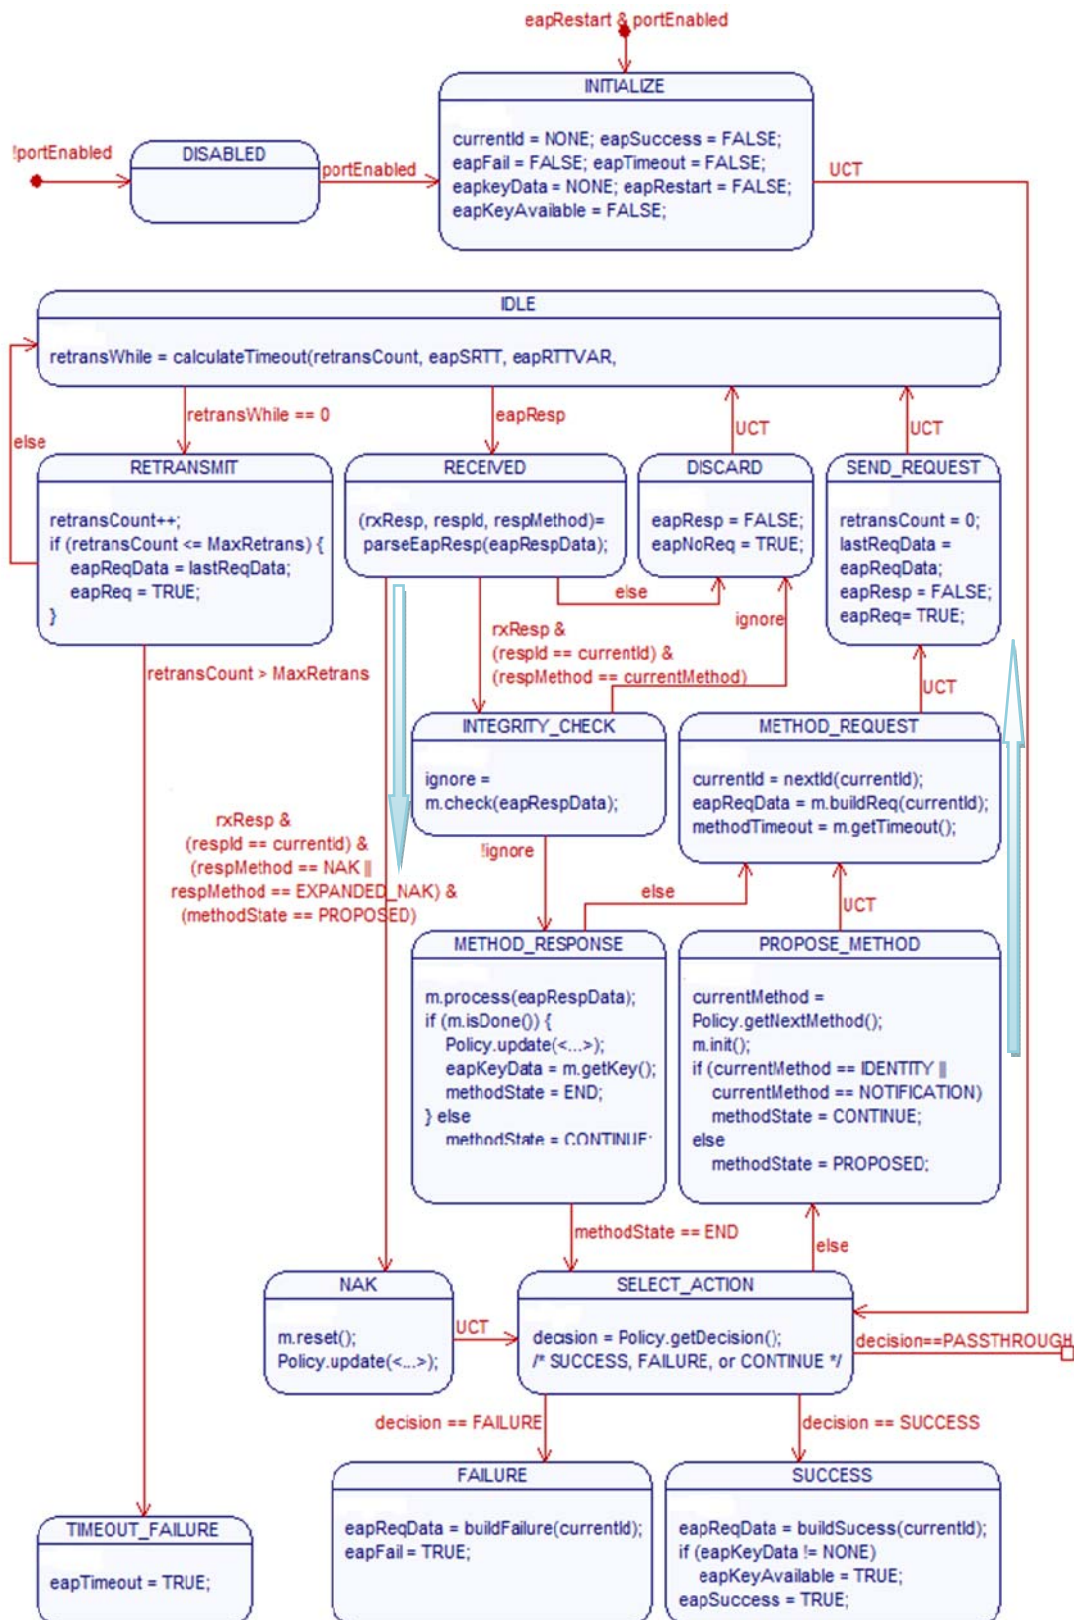 eapRestart & portEnabled
INITIALIZE
currentId = NONE; eapSuccess = FALSE;
eapFail = FALSE; eapTimeout = FALSE;
eapkeyData = NONE; eapRestart = FALSE;
eapKeyAvailable = FALSE;
!portEnabled
DISABLED
portEnabled
UCT
IDLE
retransWhile = calculateTimeout(retransCount, eapSRTT, eapRTTVAR,
retransWhile == 0
eapResp
UCT
UCT
else
RETRANSMIT
retransCount++;
if (retransCount <= MaxRetrans) {
eapReqData = lastReqData;
eapReq = TRUE;
}
RECEIVED
(rxResp, respId, respMethod)=
parseEapResp(eapRespData);
DISCARD
eapResp = FALSE;
eapNoReq = TRUE;
SEND_REQUEST
retransCount = 0;
lastReqData =
eapReqData;
eapResp = FALSE;
eapReq= TRUE;
else
ignore
rxResp &
(respId == currentId) &
(respMethod == currentMethod)
retransCount > MaxRetrans
UCT
INTEGRITY_CHECK
ignore =
m.check(eapRespData);
METHOD_REQUEST
currentId = nextId(currentId);
eapReqData = m.buildReq(currentId);
methodTimeout = m.getTimeout();
rxResp &
(respId == currentId) &
(respMethod == NAK ||
respMethod == EXPANDED_NAK) &
(methodState == PROPOSED)
!ignore
else
UCT
METHOD_RESPONSE
m.process(eapRespData);
if (m.isDone()) {
Policy.update(<...>);
eapKeyData = m.getKey();
methodState = END;
} else
methodState = CONTINUE;
PROPOSE_METHOD
currentMethod =
Policy.getNextMethod();
m.init();
if (currentMethod == IDENTITY ||
currentMethod == NOTIFICATION)
methodState = CONTINUE;
else
methodState = PROPOSED;
methodState == END
else
NAK
m.reset();
Policy.update(<...>);
UCT
SELECT_ACTION
decision = Policy.getDecision();
/* SUCCESS, FAILURE, or CONTINUE */
decision==PASSTHROUGH
decision == FAILURE
decision == SUCCESS
FAILURE
eapReqData = buildFailure(currentId);
eapFail = TRUE;
SUCCESS
eapReqData = buildSucess(currentId);
if (eapKeyData != NONE)
eapKeyAvailable = TRUE;
eapSuccess = TRUE;
TIMEOUT_FAILURE
eapTimeout = TRUE;